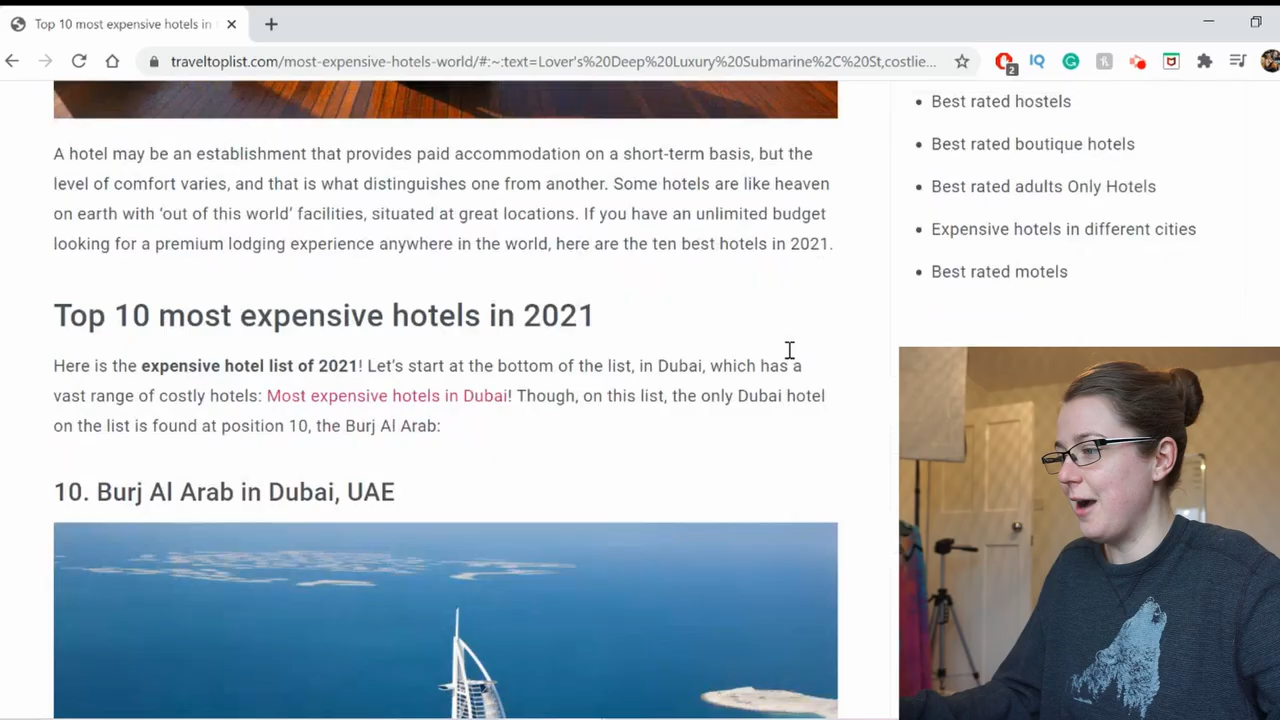 Top 10 most expensive hotels in
traveltoplist.com/most-expensive-hotels-world/#:~:text=Lover's%20Deep%20Luxury%20Submarine%2C%20St,costlie...
2
A hotel may be an establishment that provides paid accommodation on a short-term basis, but the
level of comfort varies, and that is what distinguishes one from another. Some hotels are like heaven
on earth with ‘out of this world’ facilities, situated at great locations. If you have an unlimited budget
looking for a premium lodging experience anywhere in the world, here are the ten best hotels in 2021.
Top 10 most expensive hotels in 2021
Here is the expensive hotel list of 2021! Let’s start at the bottom of the list, in Dubai, which has a
vast range of costly hotels: Most expensive hotels in Dubai! Though, on this list, the only Dubai hotel
on the list is found at position 10, the Burj Al Arab:
10. Burj Al Arab in Dubai, UAE
Best rated hostels
Best rated boutique hotels
Best rated adults Only Hotels
Expensive hotels in different cities
Best rated motels